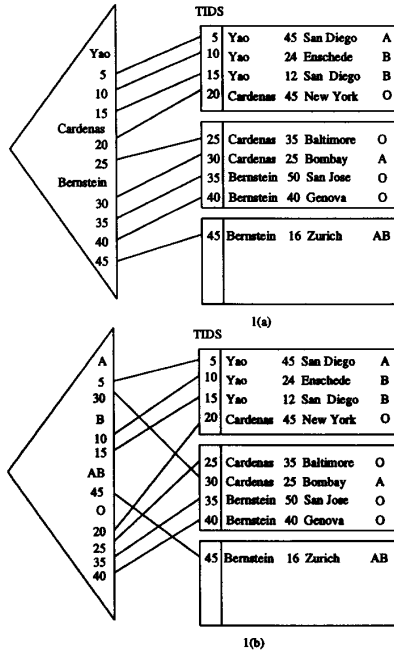 TIDS
Yao
5
10
15
Cardenas
20
25
Bernstein
30
35
40
45
5 Yao 45 San Diego A
10 Yao 24 Enschede B
15 Yao 12 San Diego B
20 Cardenas 45 New York O
25 Cardenas 35 Baltimore O
30 Cardenas 25 Bombay A
35 Bernstein 50 San Jose O
40 Bernstein 40 Genova O
45 Bernstein 16 Zurich AB
1(a)
TIDS
A
5
30
B
10
15
AB
45
O
20
25
35
40
5 Yao 45 San Diego A
10 Yao 24 Enschede B
15 Yao 12 San Diego B
20 Cardenas 45 New York O
25 Cardenas 35 Baltimore O
30 Cardenas 25 Bombay A
35 Bernstein 50 San Jose O
40 Bernstein 40 Genova O
45 Bernstein 16 Zurich AB
1(b)